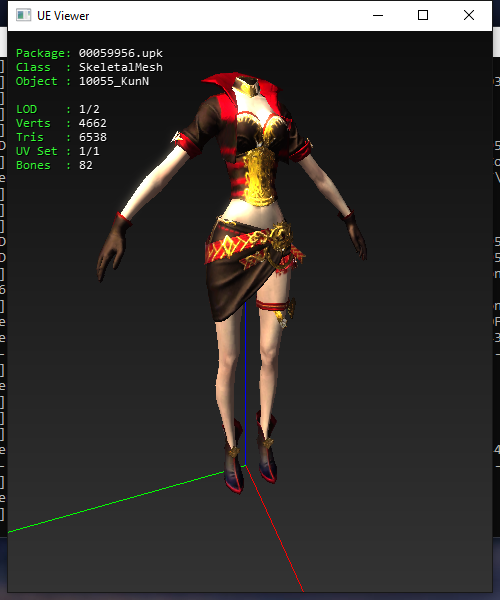 UE Viewer
Package: 00059956.upk
Class  : SkeletalMesh
Object : 10055_KunN
LOD    : 1/2
Verts  : 4662
Tris   : 6538
UV Set : 1/1
Bones  : 82